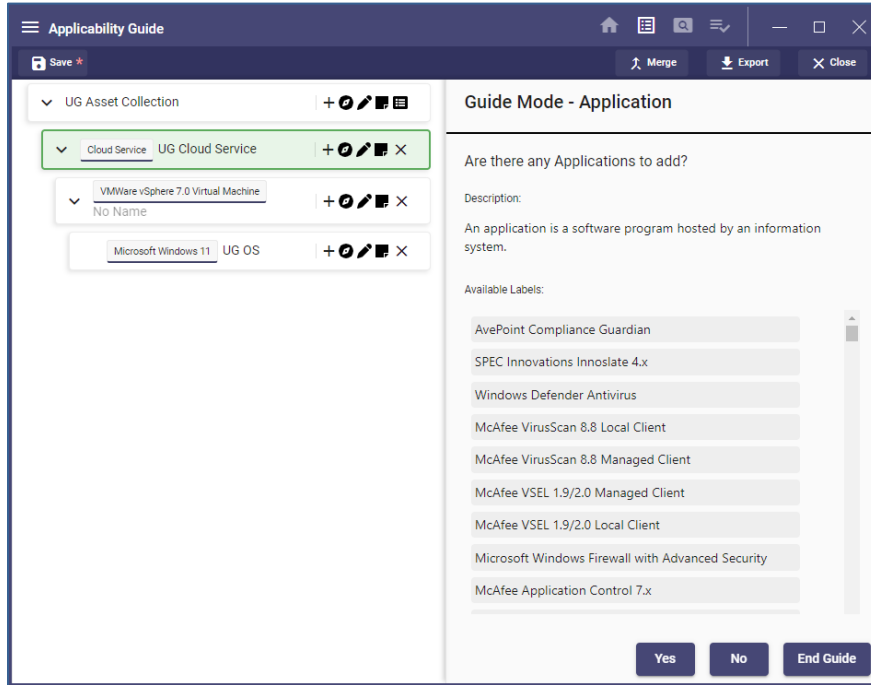 Applicability Guide
Save *
Merge
Export
Close
UG Asset Collection
Cloud Service UG Cloud Service
VMWare vSphere 7.0 Virtual Machine
No Name
Microsoft Windows 11 UG OS
Guide Mode - Application
Are there any Applications to add?
Description:
An application is a software program hosted by an information
system.
Available Labels:
AvePoint Compliance Guardian
SPEC Innovations Innoslate 4.x
Windows Defender Antivirus
McAfee VirusScan 8.8 Local Client
McAfee VirusScan 8.8 Managed Client
McAfee VSEL 1.9/2.0 Managed Client
McAfee VSEL 1.9/2.0 Local Client
Microsoft Windows Firewall with Advanced Security
McAfee Application Control 7.x
Yes
No
End Guide